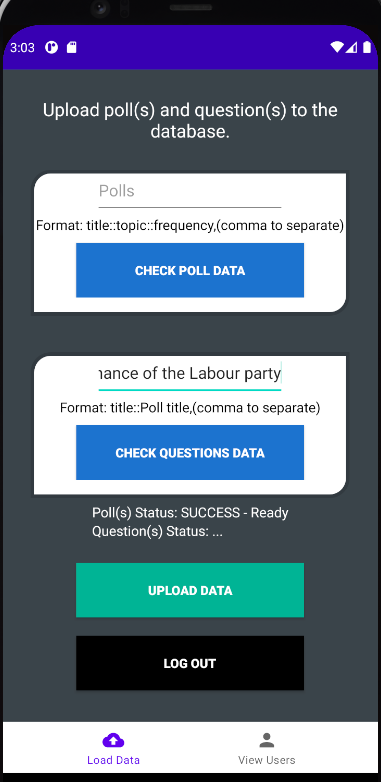 3:03
Upload poll(s) and question(s) to the
database.
Polls
Format: title::topic::frequency,(comma to separate)
CHECK POLL DATA
mance of the Labour party
Format: title::Poll title,(comma to separate)
CHECK QUESTIONS DATA
Poll(s) Status: SUCCESS - Ready
Question(s) Status: ...
UPLOAD DATA
LOG OUT
Load Data
View Users